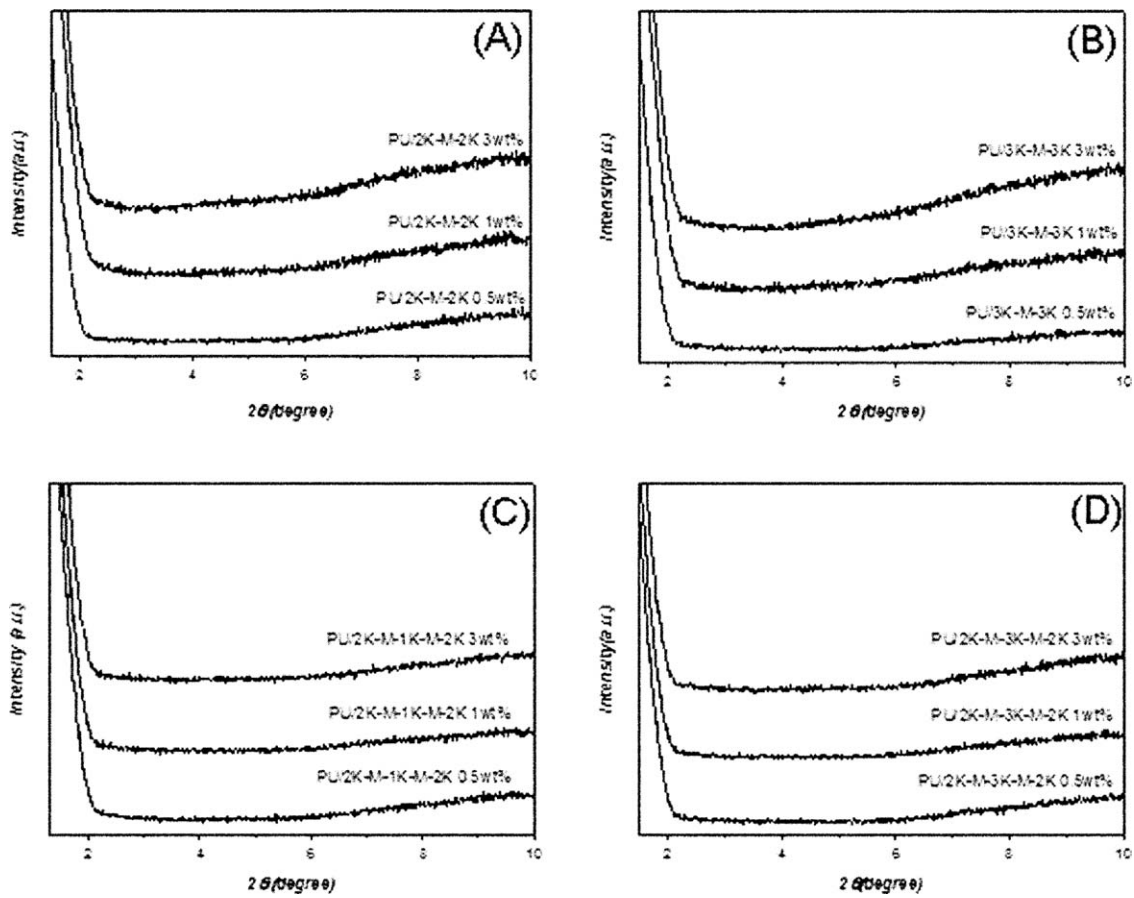 (A)
Intensity(a.u.)
PU/2K-M-2K 3wt%
PU/2K-M-2K 1wt%
PU/2K-M-2K 0.5wt%
2 4 6 8 10
2θ(degree)
(B)
Intensity(a.u.)
PU/3K-M-3K 3wt%
PU/3K-M-3K 1wt%
PU/3K-M-3K 0.5wt%
2 4 6 8 10
2θ(degree)
(C)
Intensity (a.u.)
PU/2K-M-1K-M-2K 3wt%
PU/2K-M-1K-M-2K 1wt%
PU/2K-M-1K-M-2K 0.5wt%
2 4 6 8 10
2θ(degree)
(D)
Intensity(a.u.)
PU/2K-M-3K-M-2K 3wt%
PU/2K-M-3K-M-2K 1wt%
PU/2K-M-3K-M-2K 0.5wt%
2 4 6 8 10
2θ(degree)